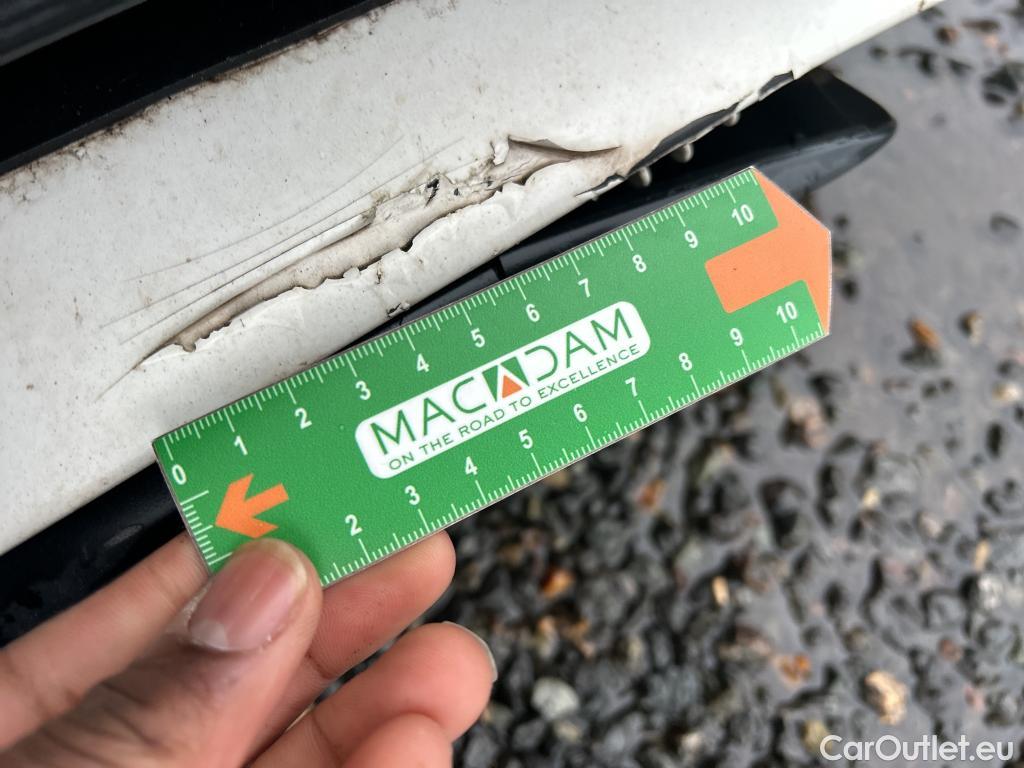 0 1 2 3 4 5 6 7 8 9 10
MACADAM
ON THE ROAD TO EXCELLENCE
2 3 4 5 6 7 8 9 10
CarOutlet.eu